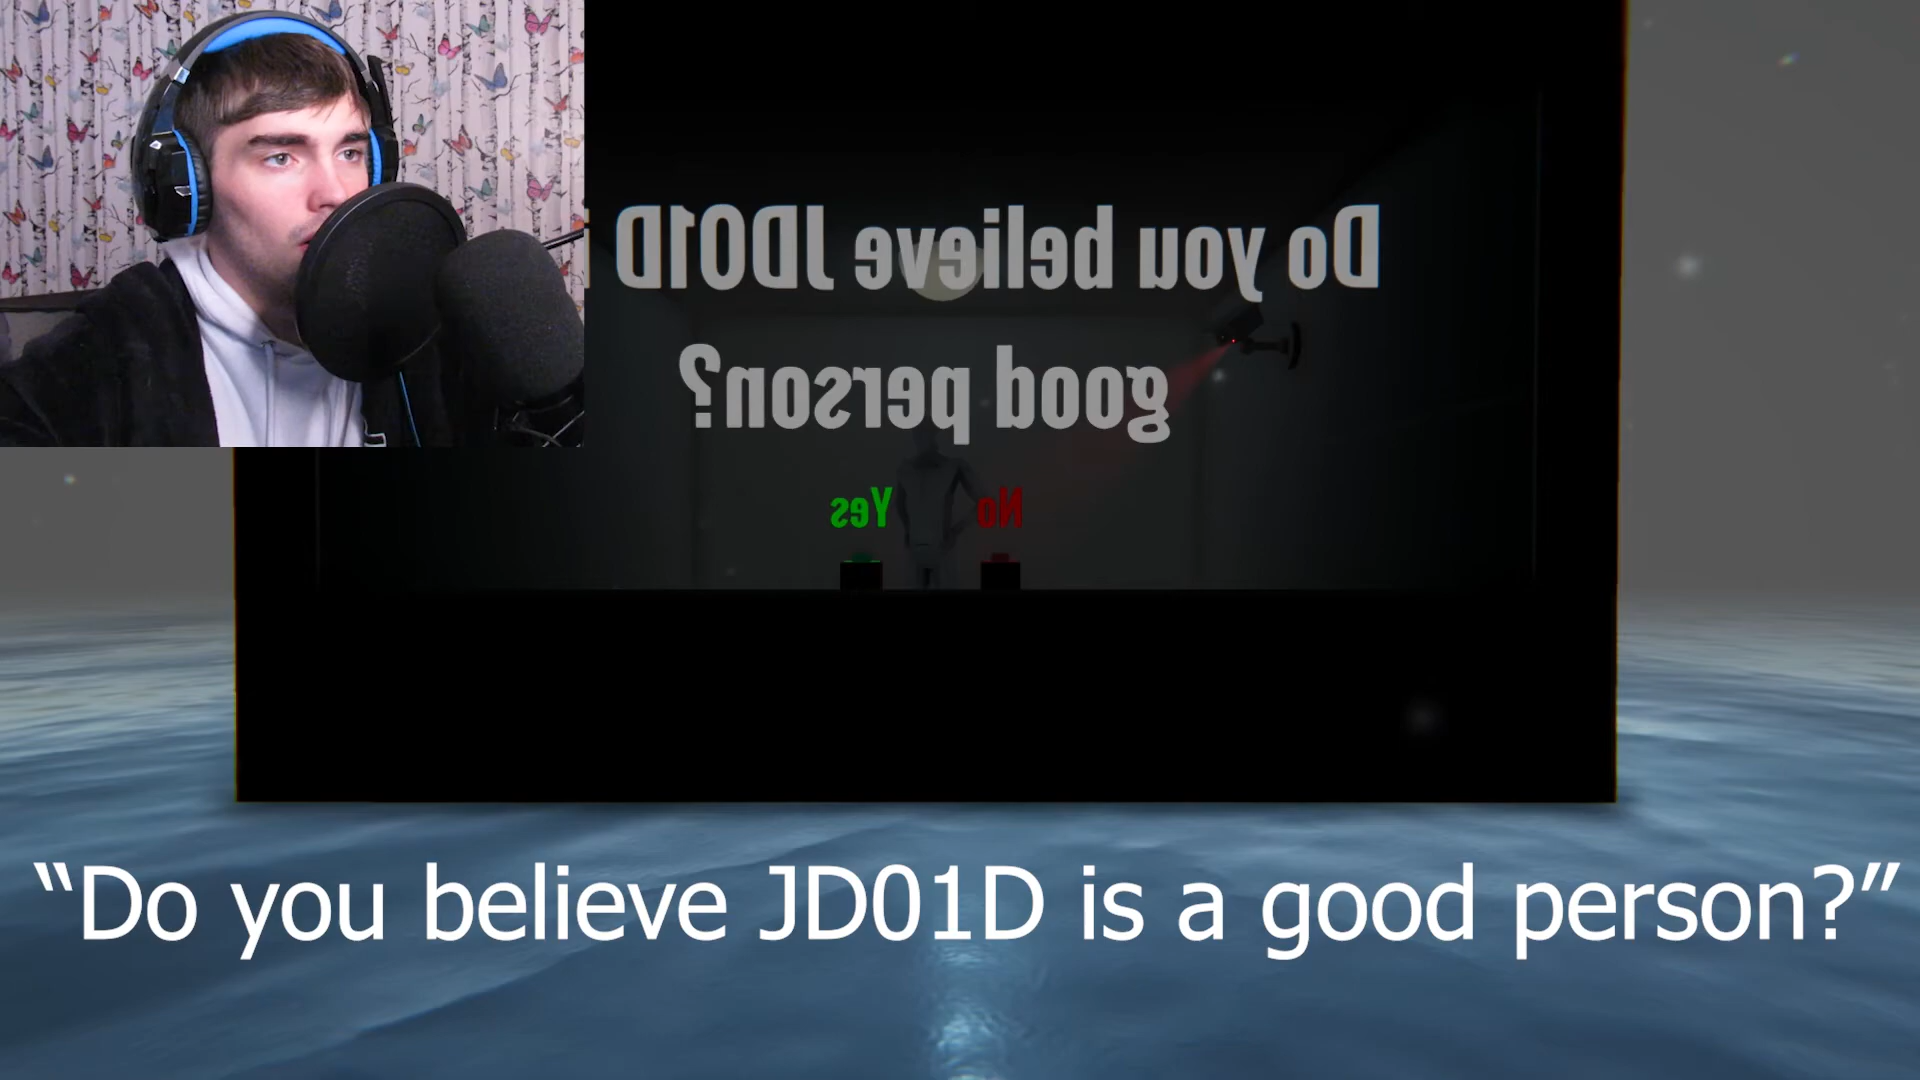 Do you believe JD01D i
good person?
Yes No
“Do you believe JD01D is a good person?”